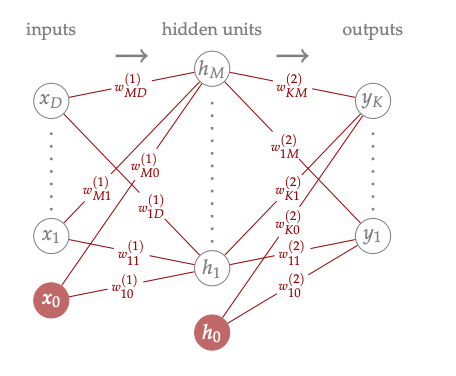 inputs hidden units outputs
h_M
w_{MD}^{(1)} w_{KM}^{(2)}
x_D y_K
w_{1M}^{(2)}
w_{M0}^{(1)}
w_{M1}^{(1)} w_{K1}^{(2)}
w_{1D}^{(1)}
w_{K0}^{(2)}
x_1 y_1
w_{11}^{(1)} w_{11}^{(2)}
h_1
w_{10}^{(1)} w_{10}^{(2)}
x_0
h_0